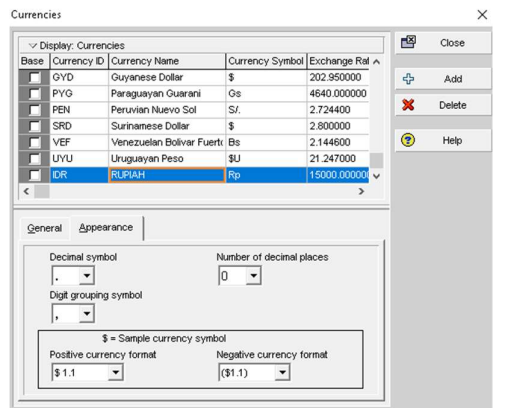 Currencies
Display: Currencies
Base Currency ID Currency Name Currency Symbol Exchange Rat
GYD Guyanese Dollar $ 202.950000
PYG Paraguayan Guarani Gs 4640.000000
PEN Peruvian Nuevo Sol S/. 2.724400
SRD Surinamese Dollar $ 2.800000
VEF Venezuelan Bolivar Fuerte Bs 2.144600
UYU Uruguayan Peso $U 21.247000
IDR RUPIAH Rp 15000.000000
Close
Add
Delete
Help
General Appearance
Decimal symbol Number of decimal places
. 0
Digit grouping symbol
,
$ = Sample currency symbol
Positive currency format Negative currency format
$ 1.1 ($1.1)